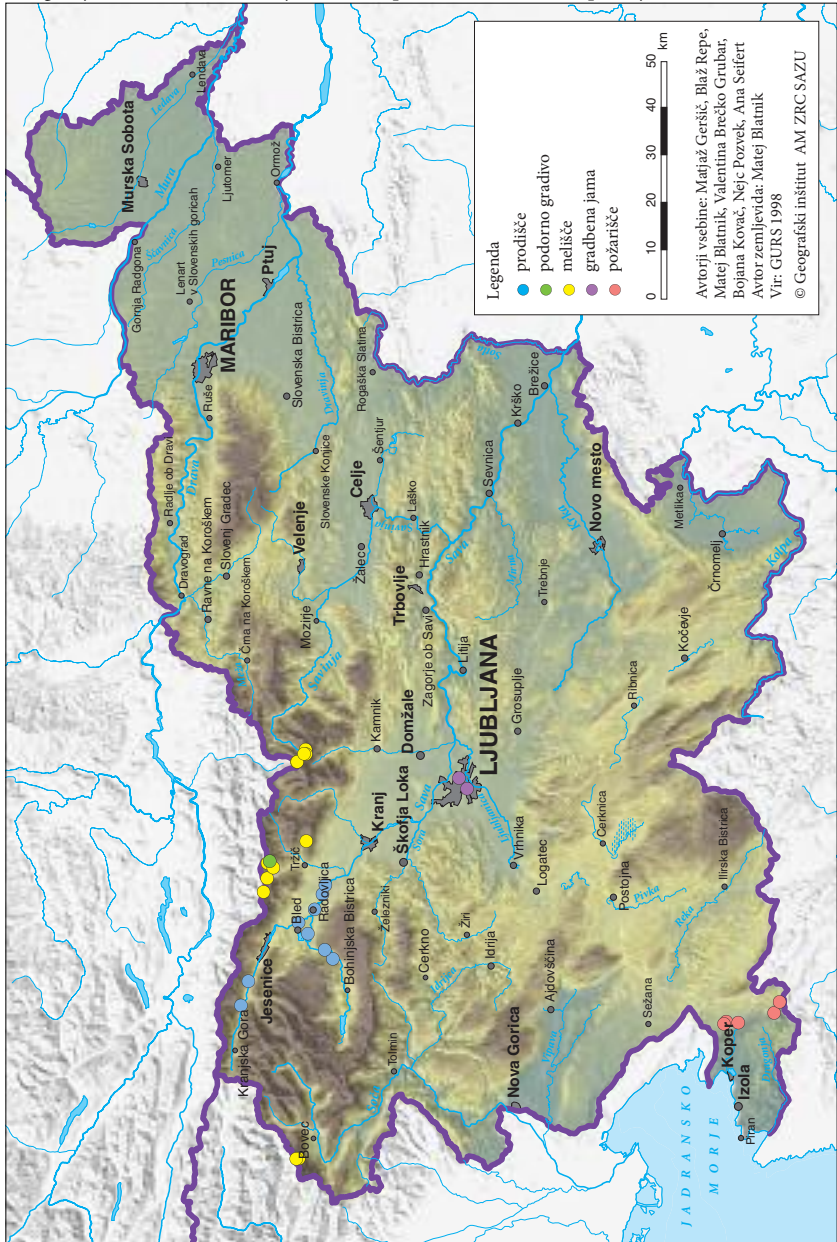 Murska Sobota
Lendava
Ledava
Mura
Ljutomer
Ormož
Gornja Radgona
Ščavnica
Lenart
v Slovenskih goricah
Pesnica
Ptuj
MARIBOR
Ruše
Slovenska Bistrica
Dravinja
Rogaška Slatina
Sotla
Radlje ob Dravi
Drava
Dravograd
Ravne na Koroškem
Slovenj Gradec
Črna na Koroškem
Velenje
Slovenske Konjice
Mozirje
Savinja
Žalec
Celje
Šentjur
Savinja
Laško
Hrastnik
Trbovlje
Zagorje ob Savi
Sava
Sevnica
Krško
Brežice
Mirna
Krka
Novo mesto
Trebnje
Metlika
Črnomelj
Kolpa
Kočevje
Ribnica
Litija
Grosuplje
Kamnik
Domžale
LJUBLJANA
Ljubljanica
Kranj
Sava
Škofja Loka
Sora
Vrhnika
Logatec
Cerknica
Postojna
Pivka
Ilirska Bistrica
Reka
Tržič
Radovljica
Bled
Bohinjska Bistrica
Železniki
Žiri
Cerkno
Idrija
Idrijca
Jesenice
Kranjska Gora
Bovec
Tolmin
Soča
Nova Gorica
Ajdovščina
Vipava
Sežana
Koper
Izola
Piran
Dragonja
JADRANSKO
MORJE
Legenda
prodišče
podorno gradivo
melišče
gradbena jama
požarišče
0 10 20 30 40 50
km
Avtorji vsebine: Matjaž Geršič, Blaž Repe,
Matej Blatnik, Valentina Brečko Grubar,
Bojana Kovač, Nejc Pozvek, Ana Seifert
Avtor zemljevida: Matej Blatnik
Vir: GURS 1998
© Geografski inštitut AM ZRC SAZU